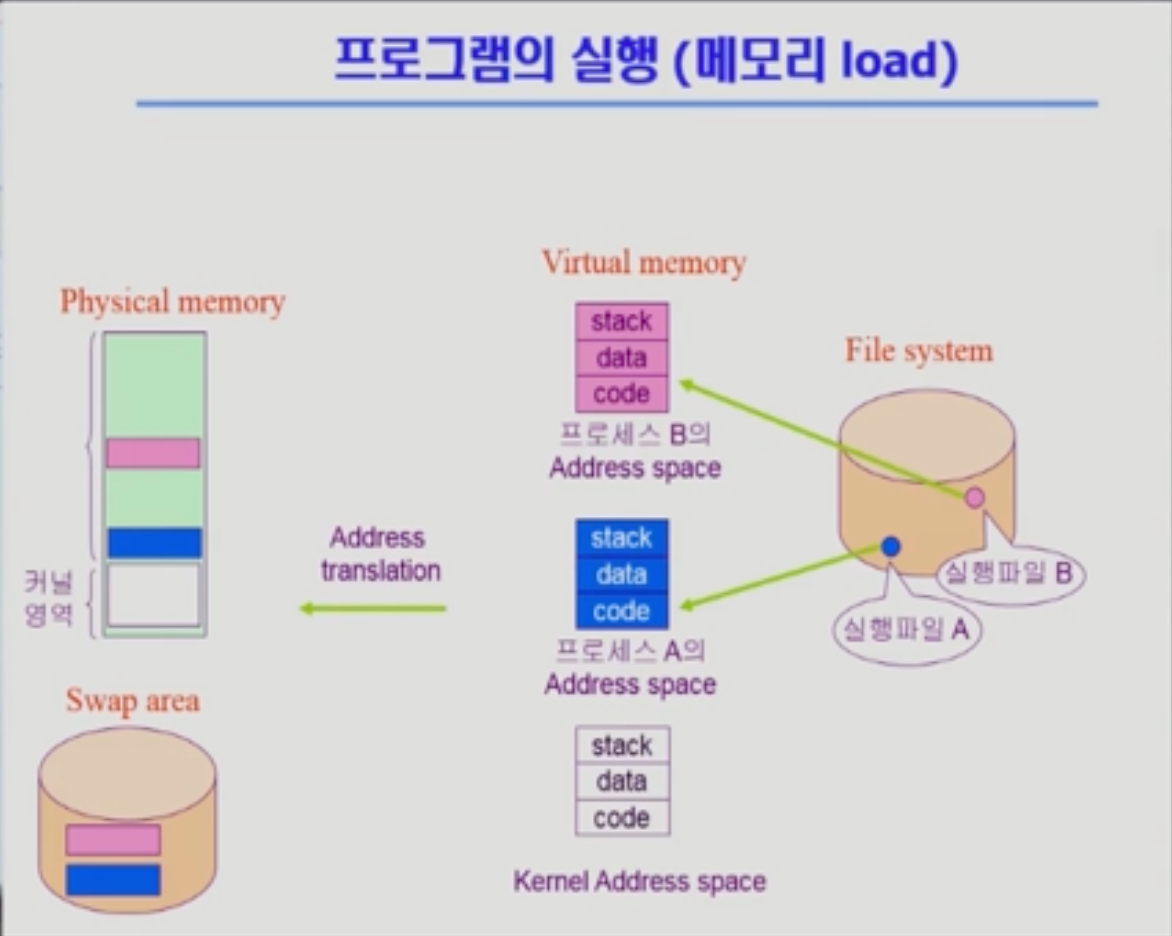 프로그램의 실행 (메모리 load)
Physical memory
커널
영역
Swap area
Address
translation
Virtual memory
stack
data
code
프로세스 B의
Address space
stack
data
code
프로세스 A의
Address space
stack
data
code
Kernel Address space
File system
실행파일 B
실행파일 A